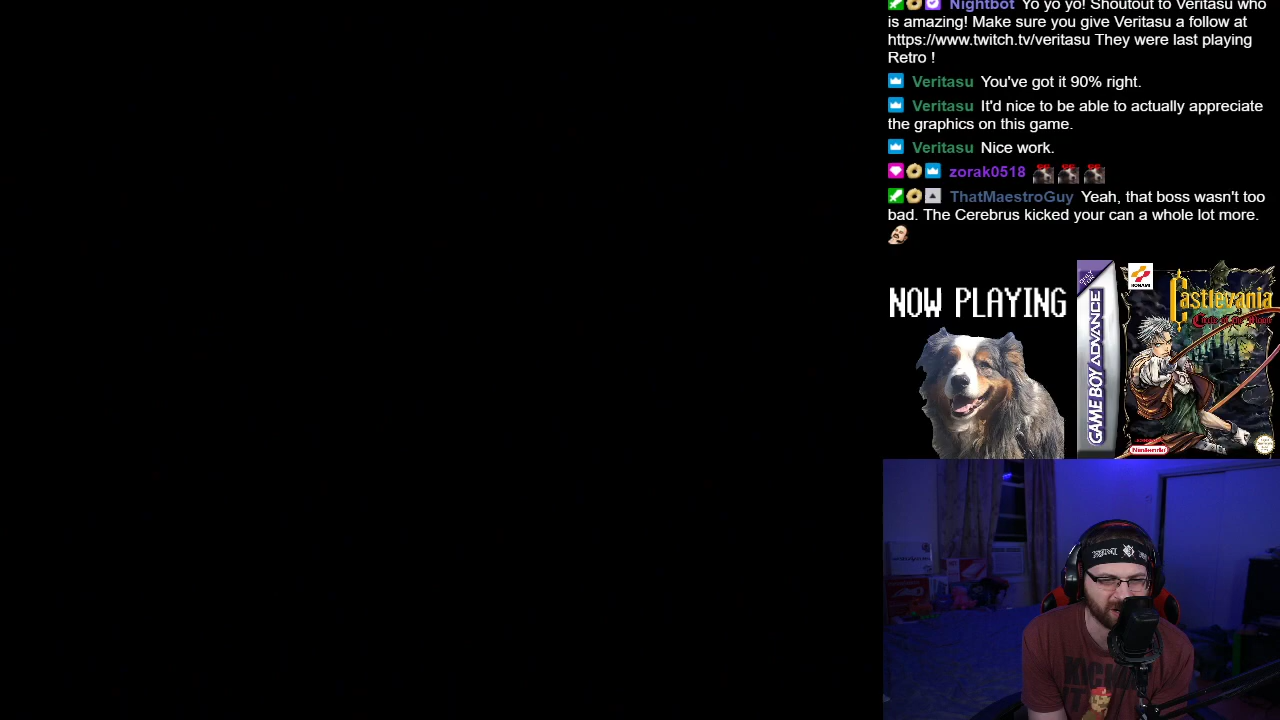 Nightbot Yo yo yo! Shoutout to Veritasu who
is amazing! Make sure you give Veritasu a follow at
https://www.twitch.tv/veritasu They were last playing
Retro !
Veritasu You've got it 90% right.
Veritasu It'd nice to be able to actually appreciate
the graphics on this game.
Veritasu Nice work.
zorak0518
ThatMaestroGuy Yeah, that boss wasn't too
bad. The Cerebrus kicked your can a whole lot more.
NOW PLAYING
GAME BOY ADVANCE
KONAMI
Castlevania
Nintendo